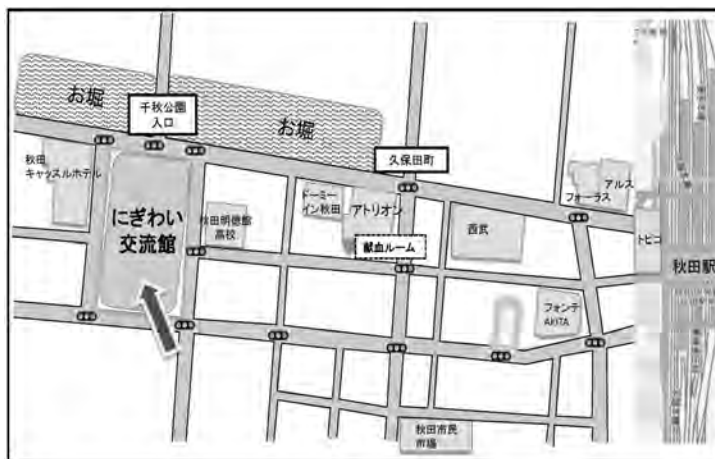 お堀
千秋公園
入口
お堀
久保田町
秋田
キャッスルホテル
にぎわい
交流館
秋田明徳館
高校
ドーミー
イン秋田
アトリオン
献血ルーム
西武
フォーラス
アルス
トピコ
秋田駅
フォンテ
AKITA
秋田市民
市場